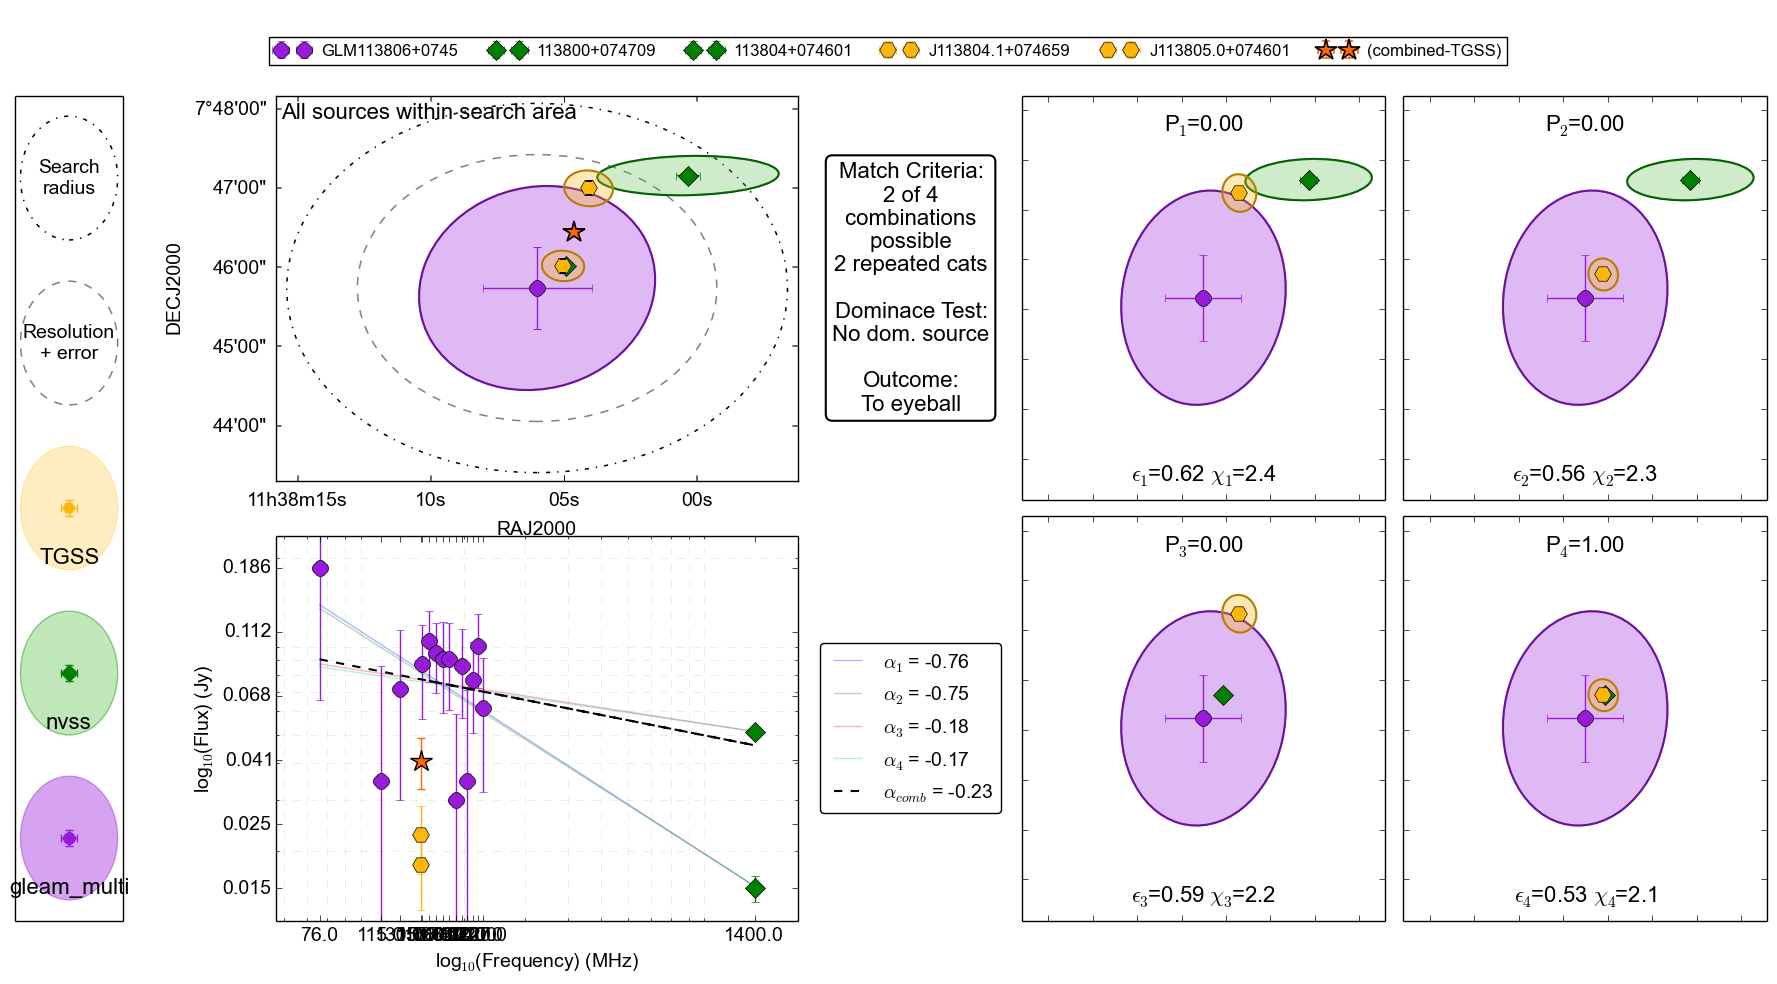 GLM113806+0745 113800+074709 113804+074601 J113804.1+074659 J113805.0+074601 (combined-TGSS)
Search
radius
Resolution
+ error
TGSS
nvss
gleam_multi
All sources within search area
7°48'00"
47'00"
46'00"
45'00"
44'00"
DECJ2000
11h38m15s 10s 05s 00s
RAJ2000
Match Criteria:
2 of 4
combinations
possible
2 repeated cats
Dominace Test:
No dom. source
Outcome:
To eyeball
P1=0.00
ϵ1=0.62 χ1=2.4
P2=0.00
ϵ2=0.56 χ2=2.3
0.186
0.112
0.068
0.041
0.025
0.015
log10(Flux) (Jy)
76.0 1400.0
log10(Frequency) (MHz)
α1 = -0.76
α2 = -0.75
α3 = -0.18
α4 = -0.17
αcomb = -0.23
P3=0.00
ϵ3=0.59 χ3=2.2
P4=1.00
ϵ4=0.53 χ4=2.1